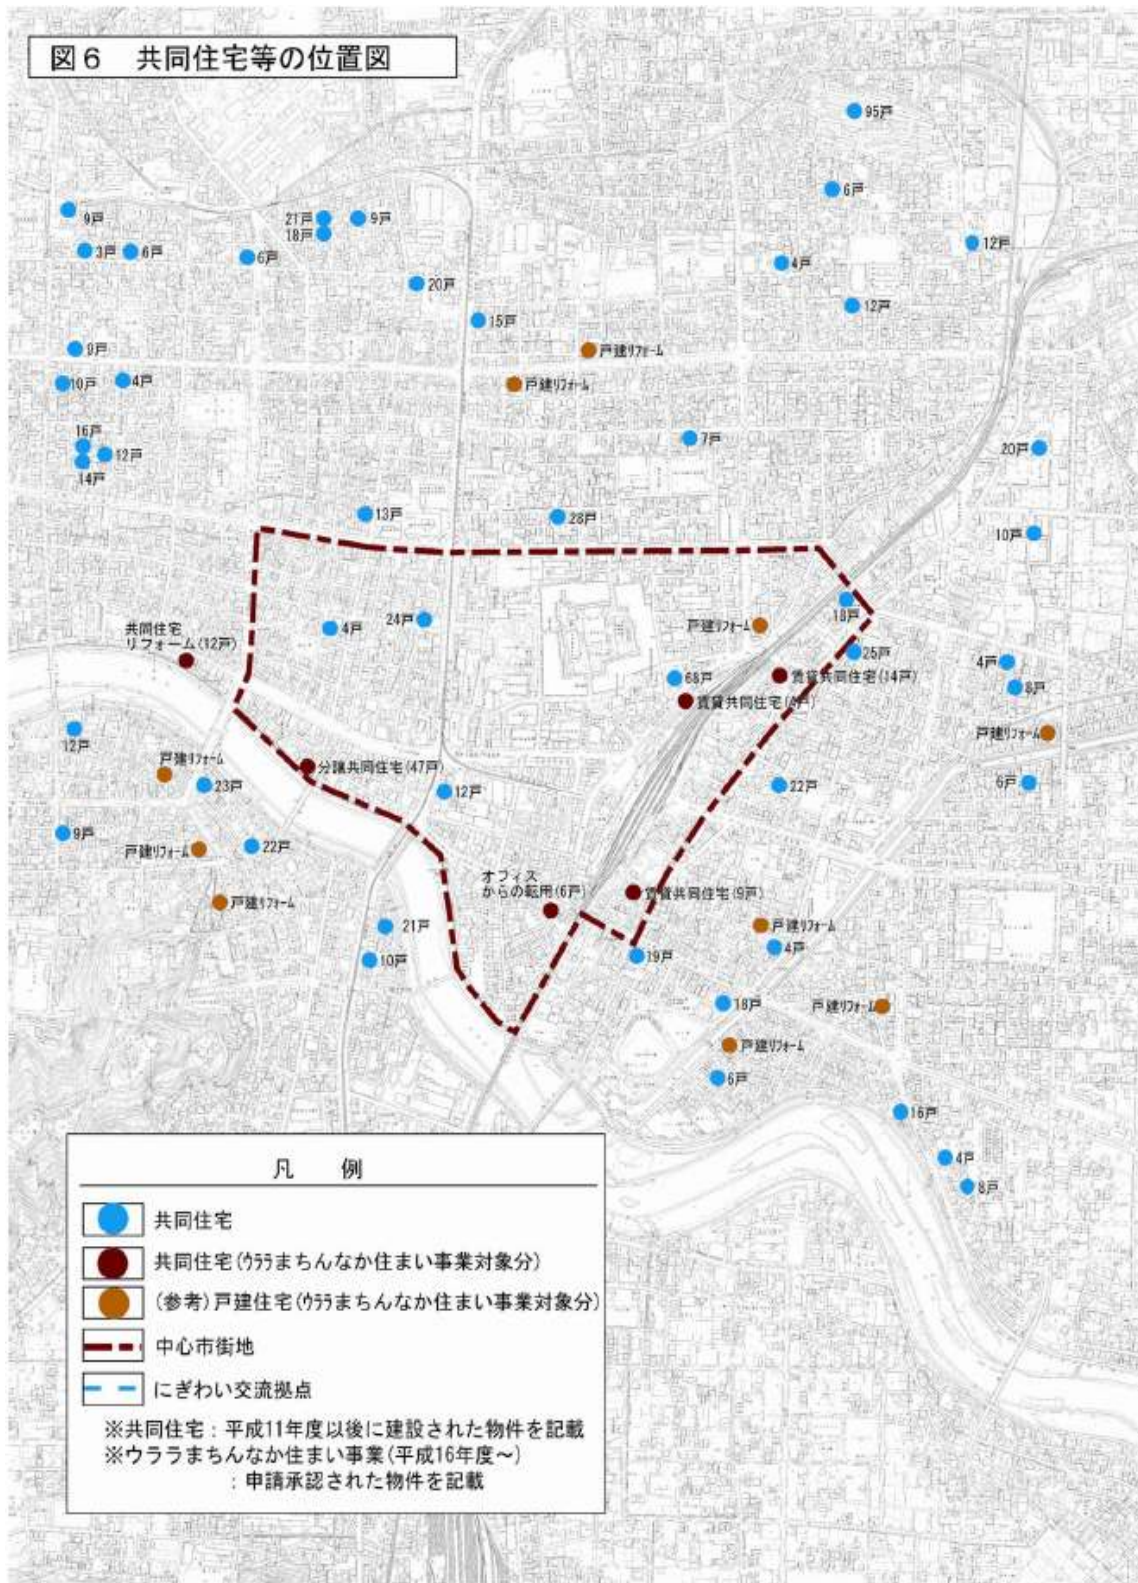 図6 共同住宅等の位置図
95戸
6戸
9戸
21戸
9戸
18戸
3戸
6戸
6戸
12戸
4戸
20戸
12戸
15戸
9戸
戸建リフォーム
10戸
4戸
戸建リフォーム
16戸
7戸
12戸
20戸
14戸
13戸
28戸
10戸
18戸
共同住宅
リフォーム(12戸)
4戸
24戸
戸建リフォーム
25戸
4戸
68戸
賃貸共同住宅(14戸)
8戸
賃貸共同住宅(4戸)
12戸
戸建リフォーム
戸建リフォーム
分譲共同住宅(47戸)
23戸
12戸
22戸
6戸
9戸
戸建リフォーム
22戸
オフィス
からの転用(6戸)
賃貸共同住宅(9戸)
戸建リフォーム
21戸
戸建リフォーム
4戸
10戸
19戸
18戸
戸建リフォーム
戸建リフォーム
6戸
16戸
4戸
8戸
凡 例
共同住宅
共同住宅(ウララまちんなか住まい事業対象分)
(参考)戸建住宅(ウララまちんなか住まい事業対象分)
中心市街地
にぎわい交流拠点
※共同住宅:平成11年度以後に建設された物件を記載
※ウララまちんなか住まい事業(平成16年度～)
:申請承認された物件を記載